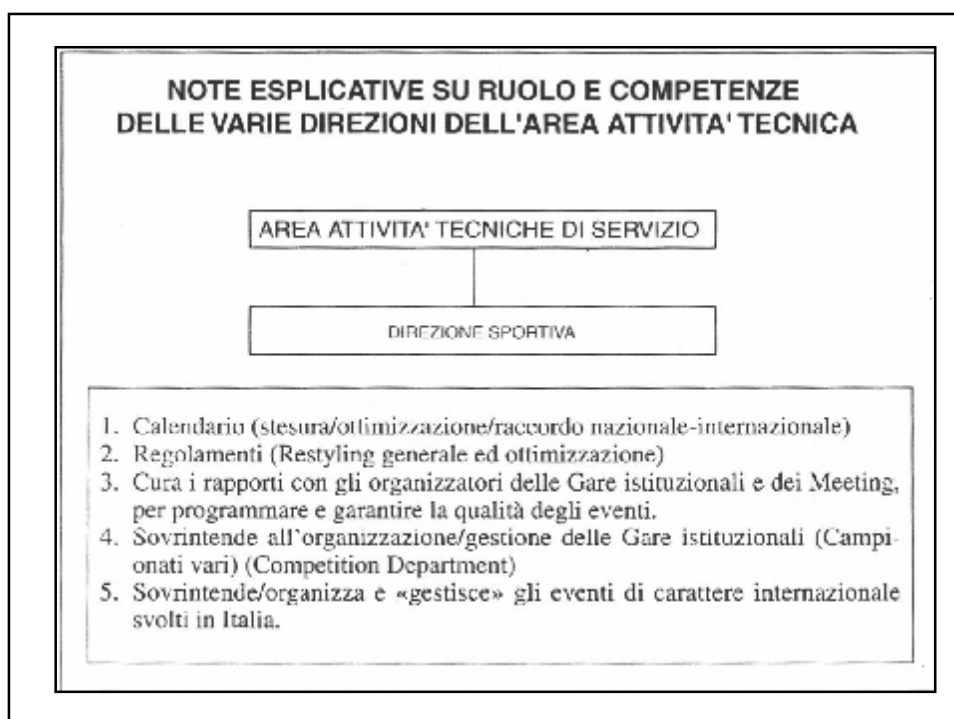 NOTE ESPLICATIVE SU RUOLO E COMPETENZE
DELLE VARIE DIREZIONI DELL'AREA ATTIVITA' TECNICA
AREA ATTIVITA' TECNICHE DI SERVIZIO
DIREZIONE SPORTIVA
1. Calendario (stesura/ottimizzazione/raccordo nazionale-internazionale)
2. Regolamenti (Restyling generale ed ottimizzazione)
3. Cura i rapporti con gli organizzatori delle Gare istituzionali e dei Meeting,
per programmare e garantire la qualità degli eventi.
4. Sovrintende all'organizzazione/gestione delle Gare istituzionali (Campi-
onati vari) (Competition Department)
5. Sovrintende/organizza e «gestisce» gli eventi di carattere internazionale
svolti in Italia.